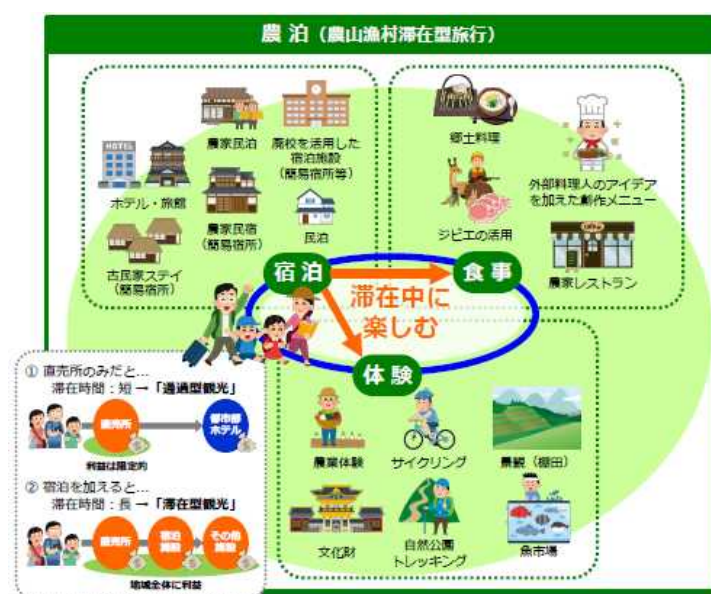 農泊（農山漁村滞在型旅行）
農家民泊
廃校を活用した
宿泊施設
（簡易宿所等）
HOTEL
ホテル・旅館
農家民宿
（簡易宿所）
民泊
古民家ステイ
（簡易宿所）
郷土料理
外部料理人のアイデア
を加えた創作メニュー
ジビエの活用
農家レストラン
宿泊
食事
滞在中に
楽しむ
体験
農業体験
サイクリング
景観（棚田）
文化財
自然公園
トレッキング
魚市場
① 直売所のみだと…
滞在時間：短 → 「通過型観光」
直売所
都市部
ホテル
利益は限定的
② 宿泊を加えると…
滞在時間：長 → 「滞在型観光」
直売所
宿泊
施設
その他
施設
地域全体に利益